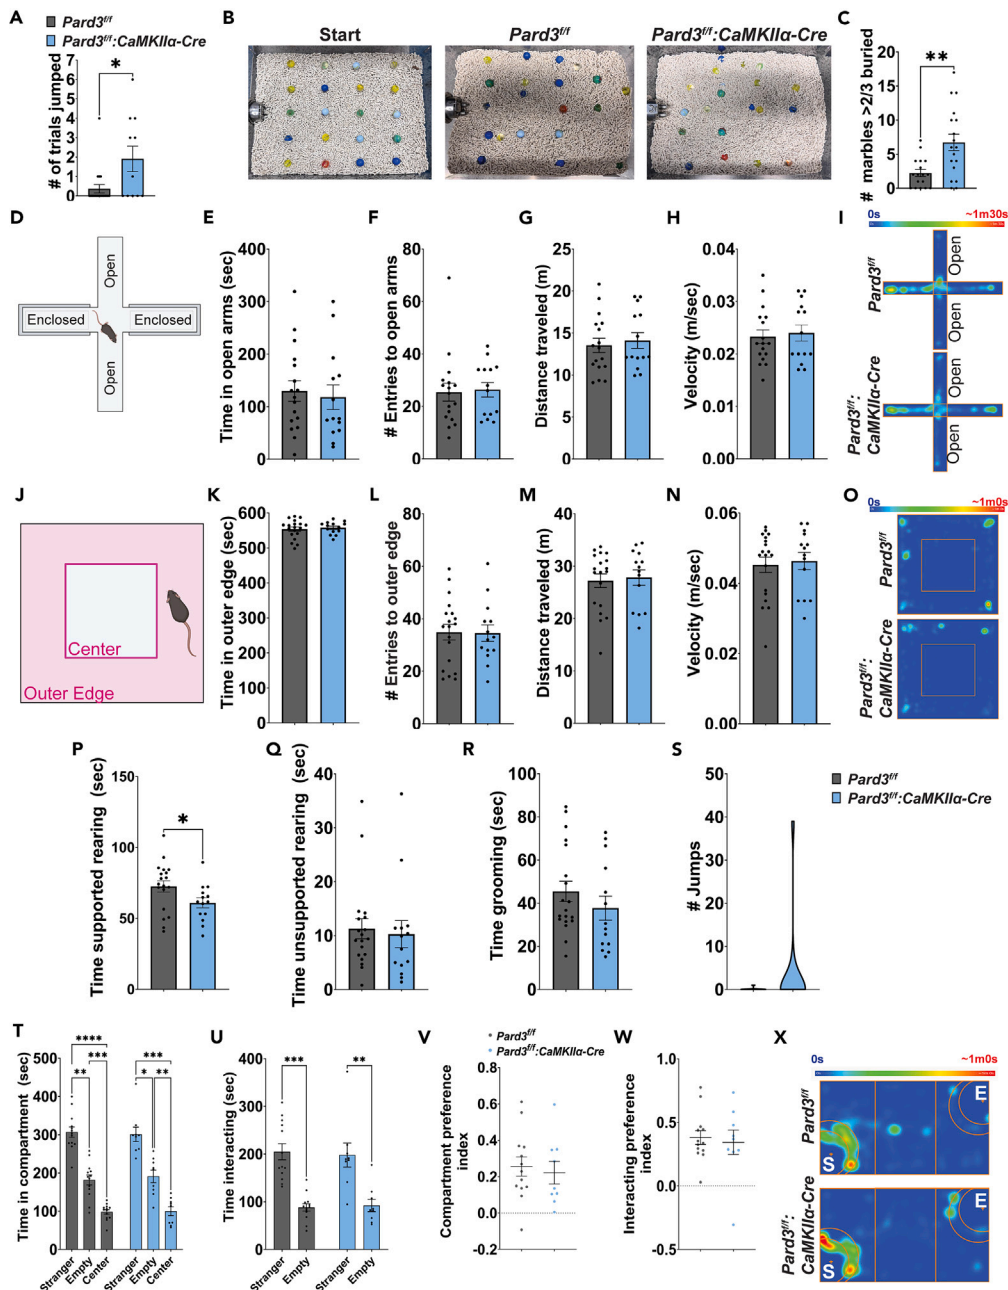 A
Pard3f/f
Pard3f/f:CaMKIIα-Cre
# of trials jumped
7
6
5
4
3
2
1
0
*
B
Start
Pard3f/f
Pard3f/f:CaMKIIα-Cre
C
# marbles >2/3 buried
20
15
10
5
0
**
D
Open
Enclosed
Enclosed
Open
E
Time in open arms (sec)
400
300
200
100
0
F
# Entries to open arms
80
60
40
20
0
G
Distance traveled (m)
25
20
15
10
5
0
H
Velocity (m/sec)
0.04
0.03
0.02
0.01
0.00
I
0s
~1m30s
Pard3f/f
Open
Open
Pard3f/f:
CaMKIIα-Cre
Open
Open
J
Center
Outer Edge
K
Time in outer edge (sec)
600
500
400
300
200
100
0
L
# Entries to outer edge
80
60
40
20
0
M
Distance traveled (m)
40
30
20
10
0
N
Velocity (m/sec)
0.06
0.04
0.02
0.00
O
0s
~1m0s
Pard3f/f
Pard3f/f:
CaMKIIα-Cre
P
Time supported rearing (sec)
150
100
50
0
*
Q
Time unsupported rearing (sec)
40
30
20
10
0
R
Time grooming (sec)
100
80
60
40
20
0
S
# Jumps
50
40
30
20
10
0
Pard3f/f
Pard3f/f:CaMKIIα-Cre
T
Time in compartment (sec)
500
400
300
200
100
0
****
***
**
***
*
**
Stranger
Empty
Center
Stranger
Empty
Center
U
Time interacting (sec)
400
300
200
100
0
***
**
Stranger
Empty
Stranger
Empty
V
Pard3f/f
Pard3f/f:CaMKIIα-Cre
Compartment preference
index
0.8
0.6
0.4
0.2
0.0
-0.2
W
Interacting preference
index
1.0
0.5
0.0
-0.5
X
0s
~1m0s
Pard3f/f
S
E
Pard3f/f:
CaMKIIα-Cre
S
E